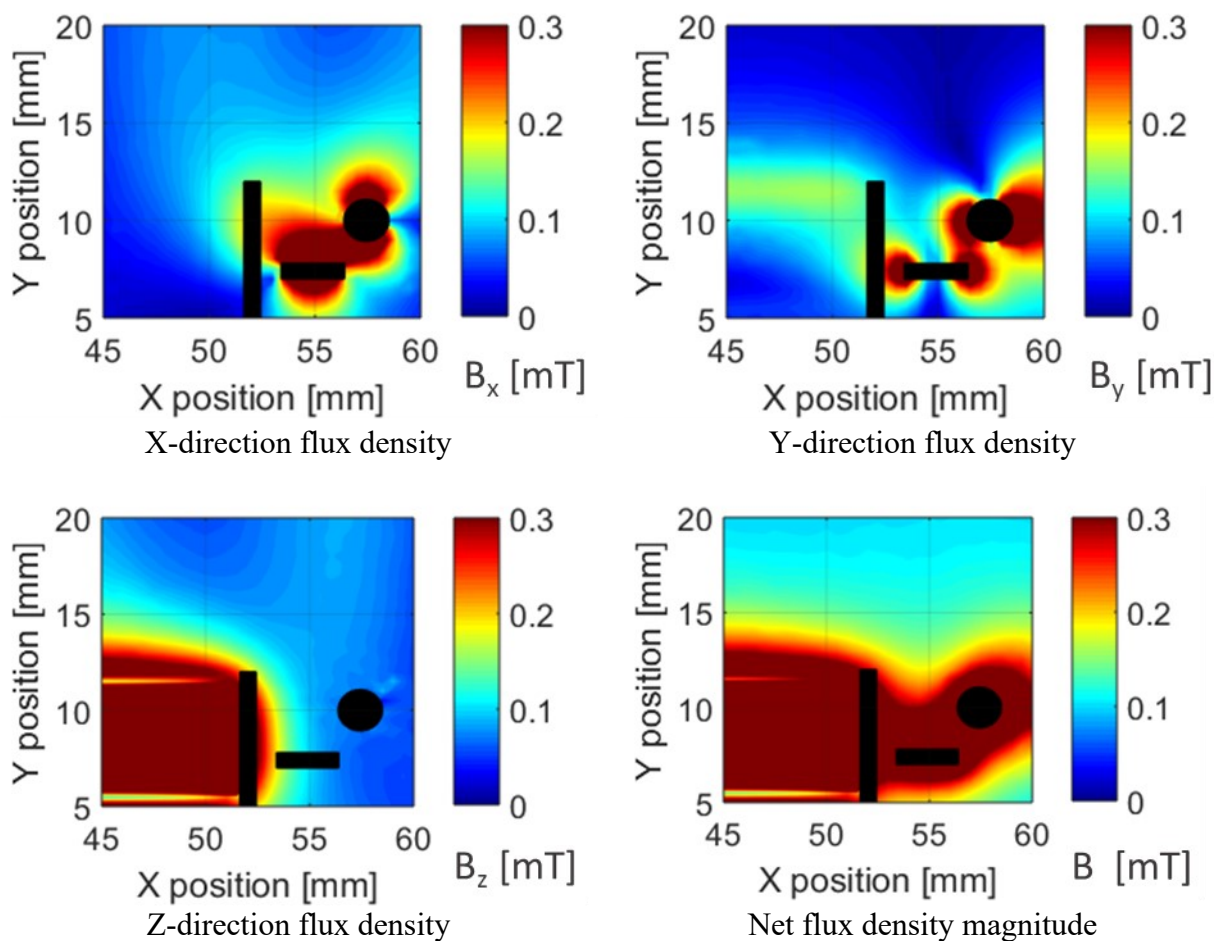 20 15 10 5
Y position [mm]
45 50 55 60
X position [mm]
0.3 0.2 0.1 0
Bₓ [mT]
X-direction flux density
20 15 10 5
Y position [mm]
45 50 55 60
X position [mm]
0.3 0.2 0.1 0
Bᵧ [mT]
Y-direction flux density
20 15 10 5
Y position [mm]
45 50 55 60
X position [mm]
0.3 0.2 0.1 0
B_z [mT]
Z-direction flux density
20 15 10 5
Y position [mm]
45 50 55 60
X position [mm]
0.3 0.2 0.1 0
B [mT]
Net flux density magnitude